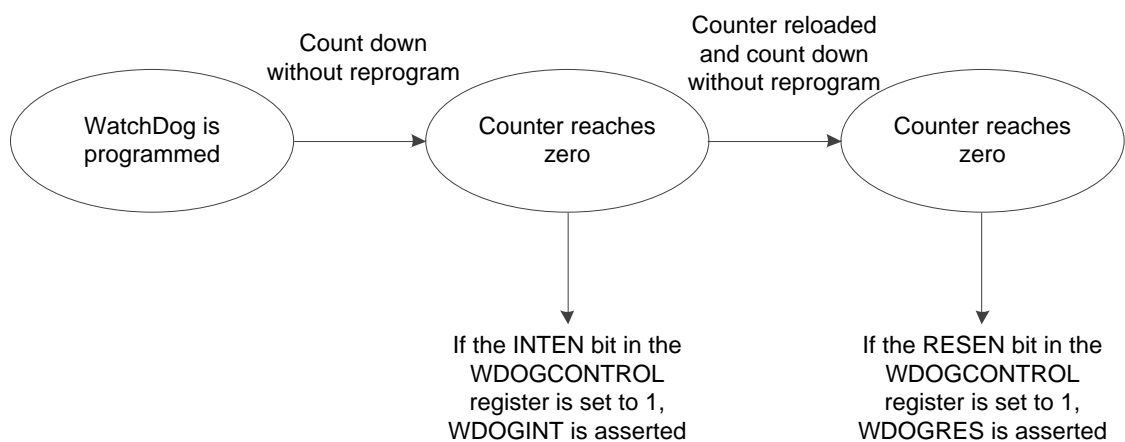 Count down
without reprogram
Counter reloaded
and count down
without reprogram
WatchDog is
programmed
Counter reaches
zero
Counter reaches
zero
If the INTEN bit in the
WDOGCONTROL
register is set to 1,
WDOGINT is asserted
If the RESEN bit in the
WDOGCONTROL
register is set to 1,
WDOGRES is asserted